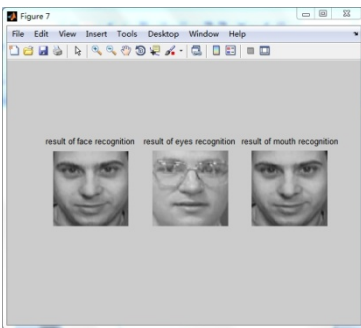 Figure 7
File Edit View Insert Tools Desktop Window Help
result of face recognition result of eyes recognition result of mouth recognition